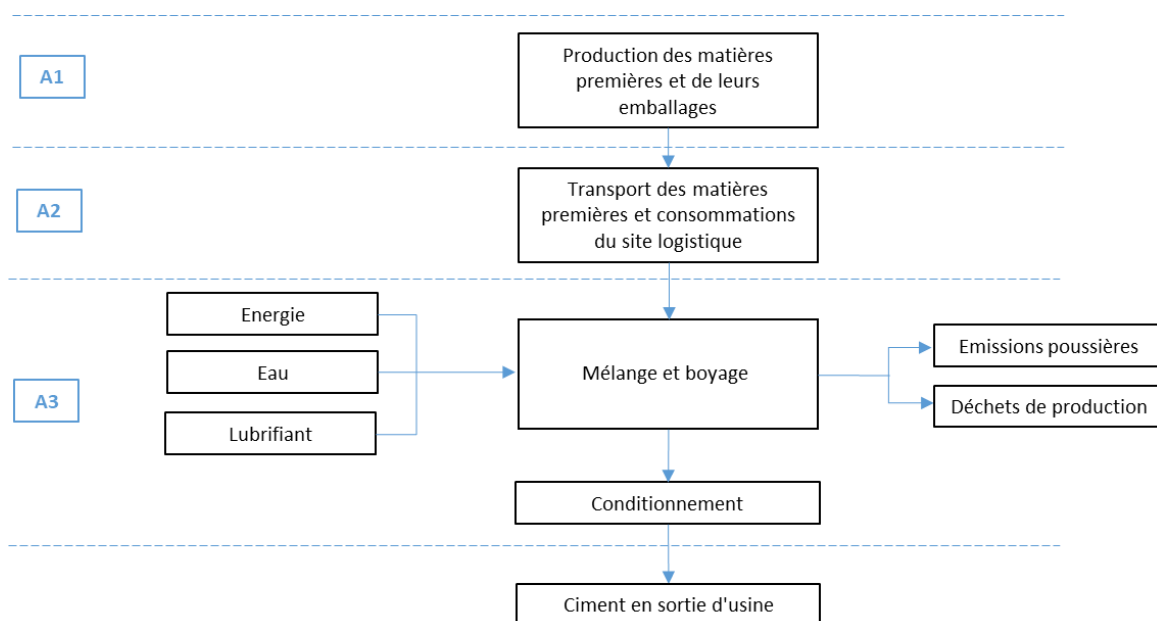 A1
Production des matières
premières et de leurs
emballages
A2
Transport des matières
premières et consommations
du site logistique
A3
Energie
Eau
Lubrifiant
Mélange et boyage
Emissions poussières
Déchets de production
Conditionnement
Ciment en sortie d'usine